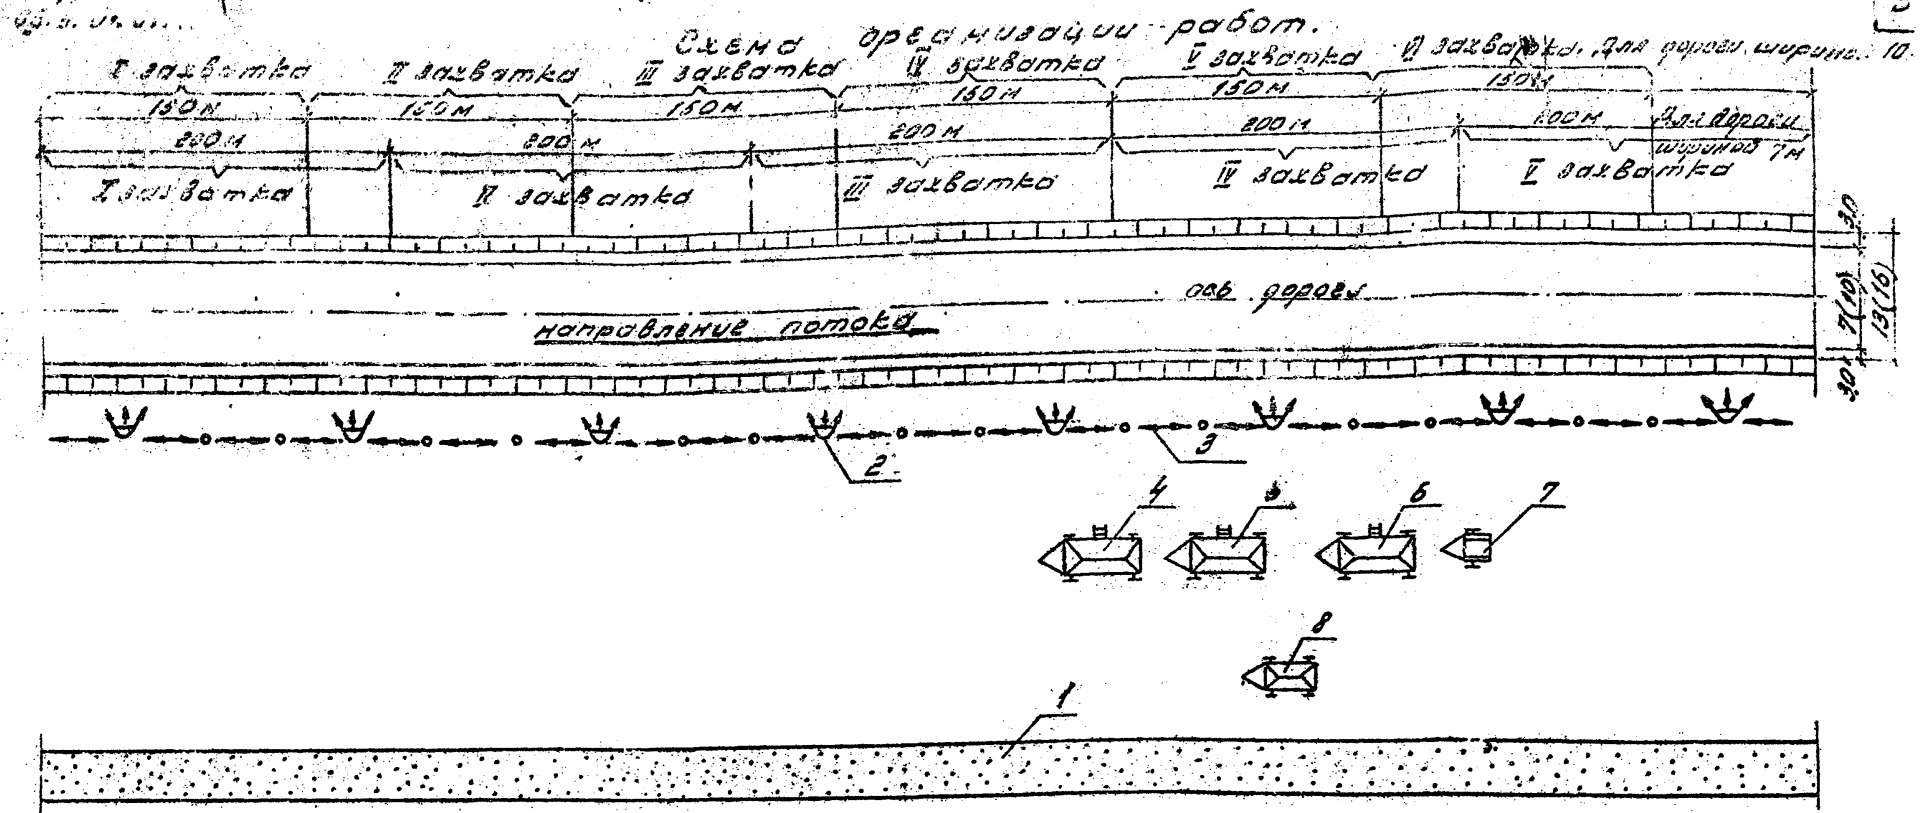 Схема организации работ.
I захватка II захватка III захватка IV захватка V захватка VI захватка. Для дороги ширино.. 10.
150 м 150 м 150 м 150 м 150 м 150 м
200 м 200 м 200 м 200 м 200 м Для дороги
шириной 7м
I захватка II захватка III захватка IV захватка V захватка
3.0
ось дороги
7(10)
13(16)
направление потока
3.0
2
3
4 5 6 7
8
1